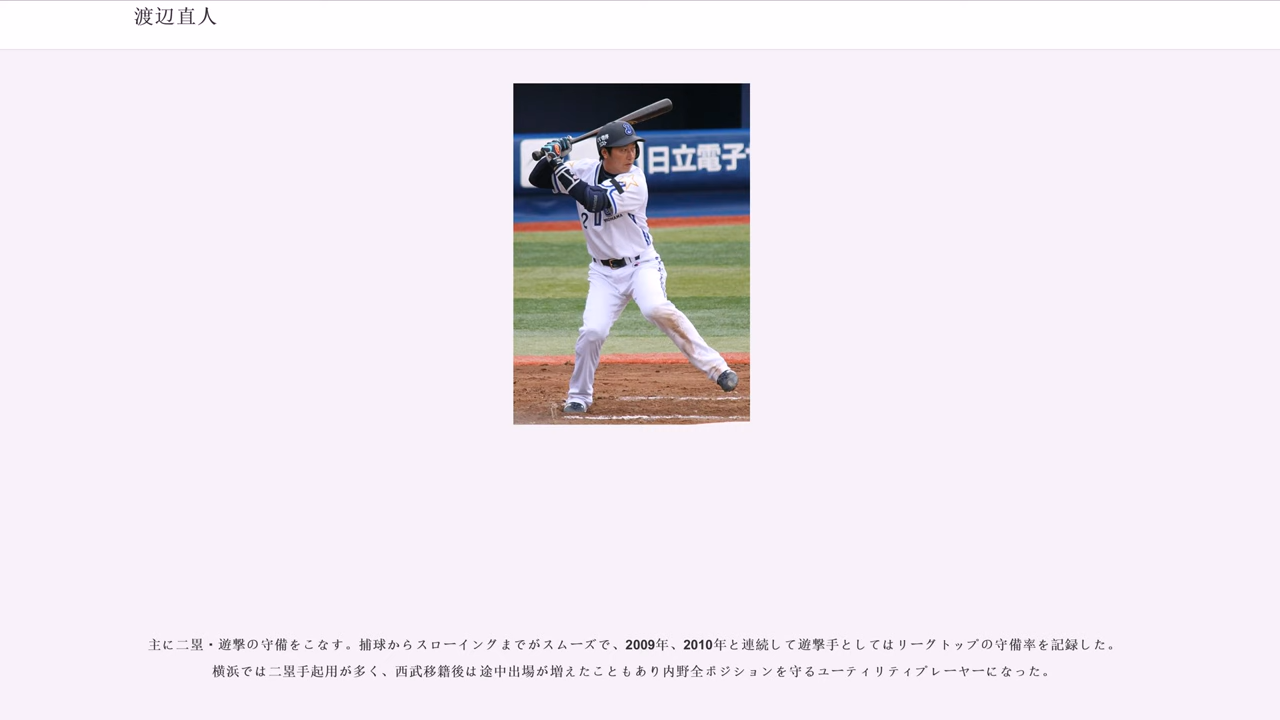 渡辺直人
日立電子
2
主に二塁・遊撃の守備をこなす。捕球からスローイングまでがスムーズで、2009年、2010年と連続して遊撃手としてはリーグトップの守備率を記録した。
横浜では二塁手起用が多く、西武移籍後は途中出場が増えたこともあり内野全ポジションを守るユーティリティプレーヤーになった。